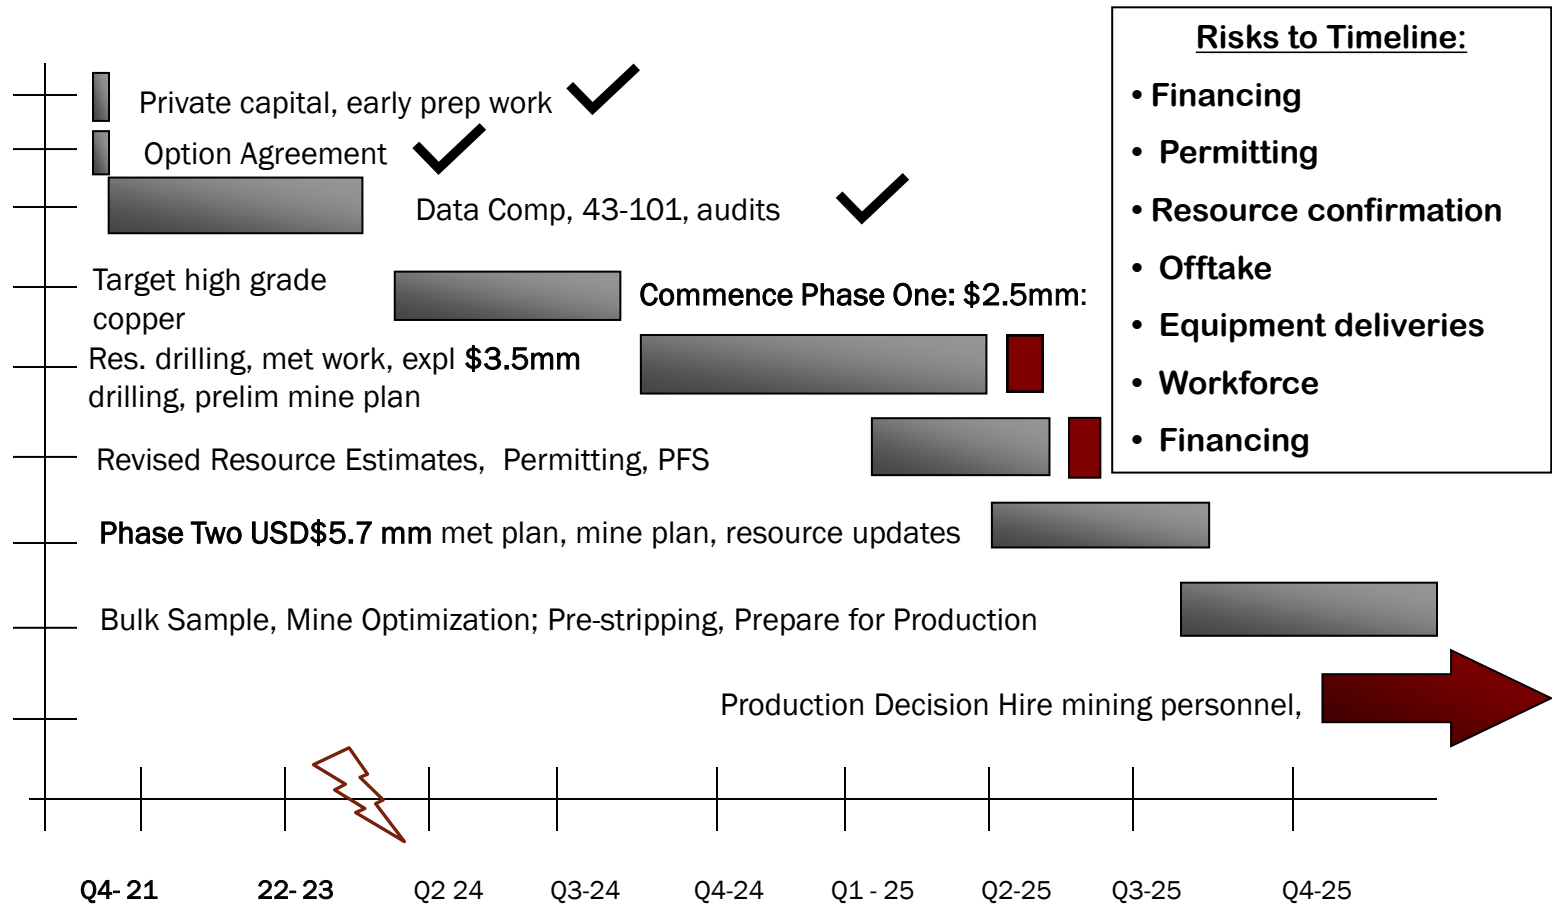 Risks to Timeline:
• Financing
• Permitting
• Resource confirmation
• Offtake
• Equipment deliveries
• Workforce
• Financing
Private capital, early prep work
Option Agreement
Data Comp, 43-101, audits
Target high grade
copper
Commence Phase One: $2.5mm:
Res. drilling, met work, expl $3.5mm
drilling, prelim mine plan
Revised Resource Estimates, Permitting, PFS
Phase Two USD$5.7 mm met plan, mine plan, resource updates
Bulk Sample, Mine Optimization; Pre-stripping, Prepare for Production
Production Decision Hire mining personnel,
Q4- 21 22- 23 Q2 24 Q3-24 Q4-24 Q1 - 25 Q2-25 Q3-25 Q4-25